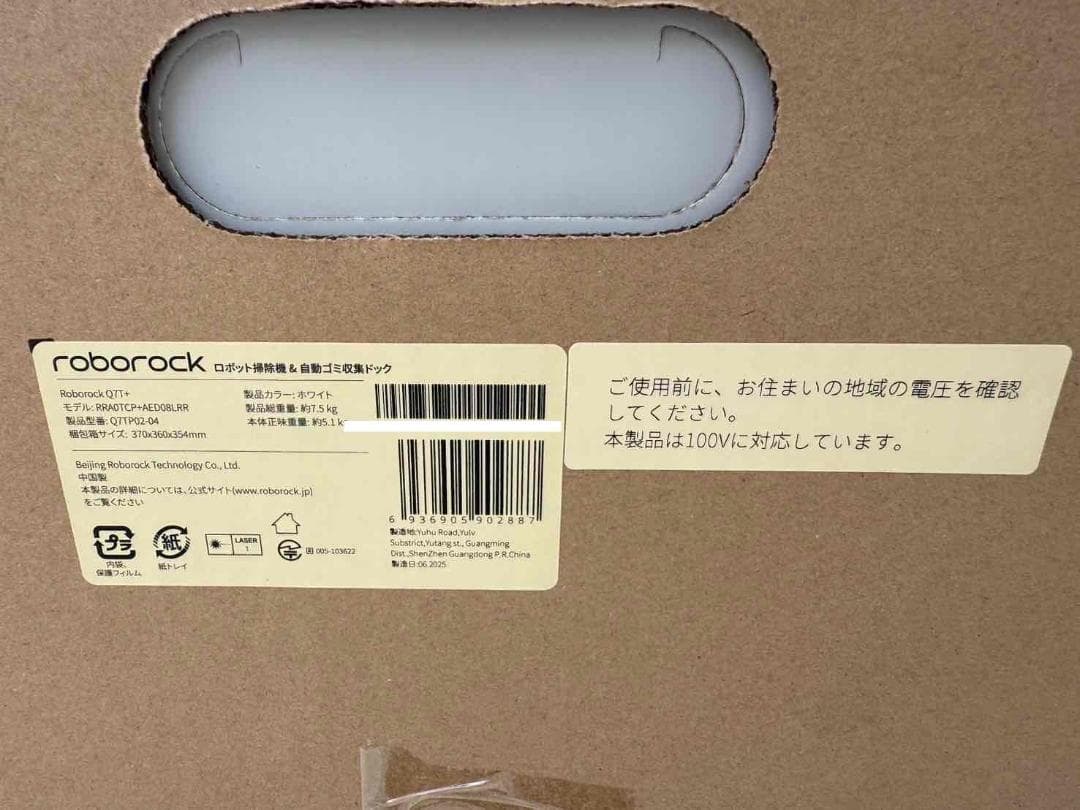 roborock ロボット掃除機 & 自動ゴミ収集ドック
Roborock Q7T+
モデル: RRA0TCP+AED08LRR
製品型番: Q7TP02-04
梱包箱サイズ: 370x360x354mm
製品カラー: ホワイト
製品総重量: 約7.5 kg
本体正味重量: 約5.1 k
Beijing Roborock Technology Co., Ltd.
中国製
本製品の詳細については、公式サイト(www.roborock.jp)
をご覧ください
6 936905 902887
製造地:Yuhu Road,Yulv
Substrict,Yutang st., Guangming
Dist.,ShenZhen Guangdong P.R.China
製造日:06.2025
プラ
内袋、
保護フィルム
紙
紙トレイ
LASER
1
005-103622
ご使用前に、お住まいの地域の電圧を確認
してください。
本製品は100Vに対応しています。